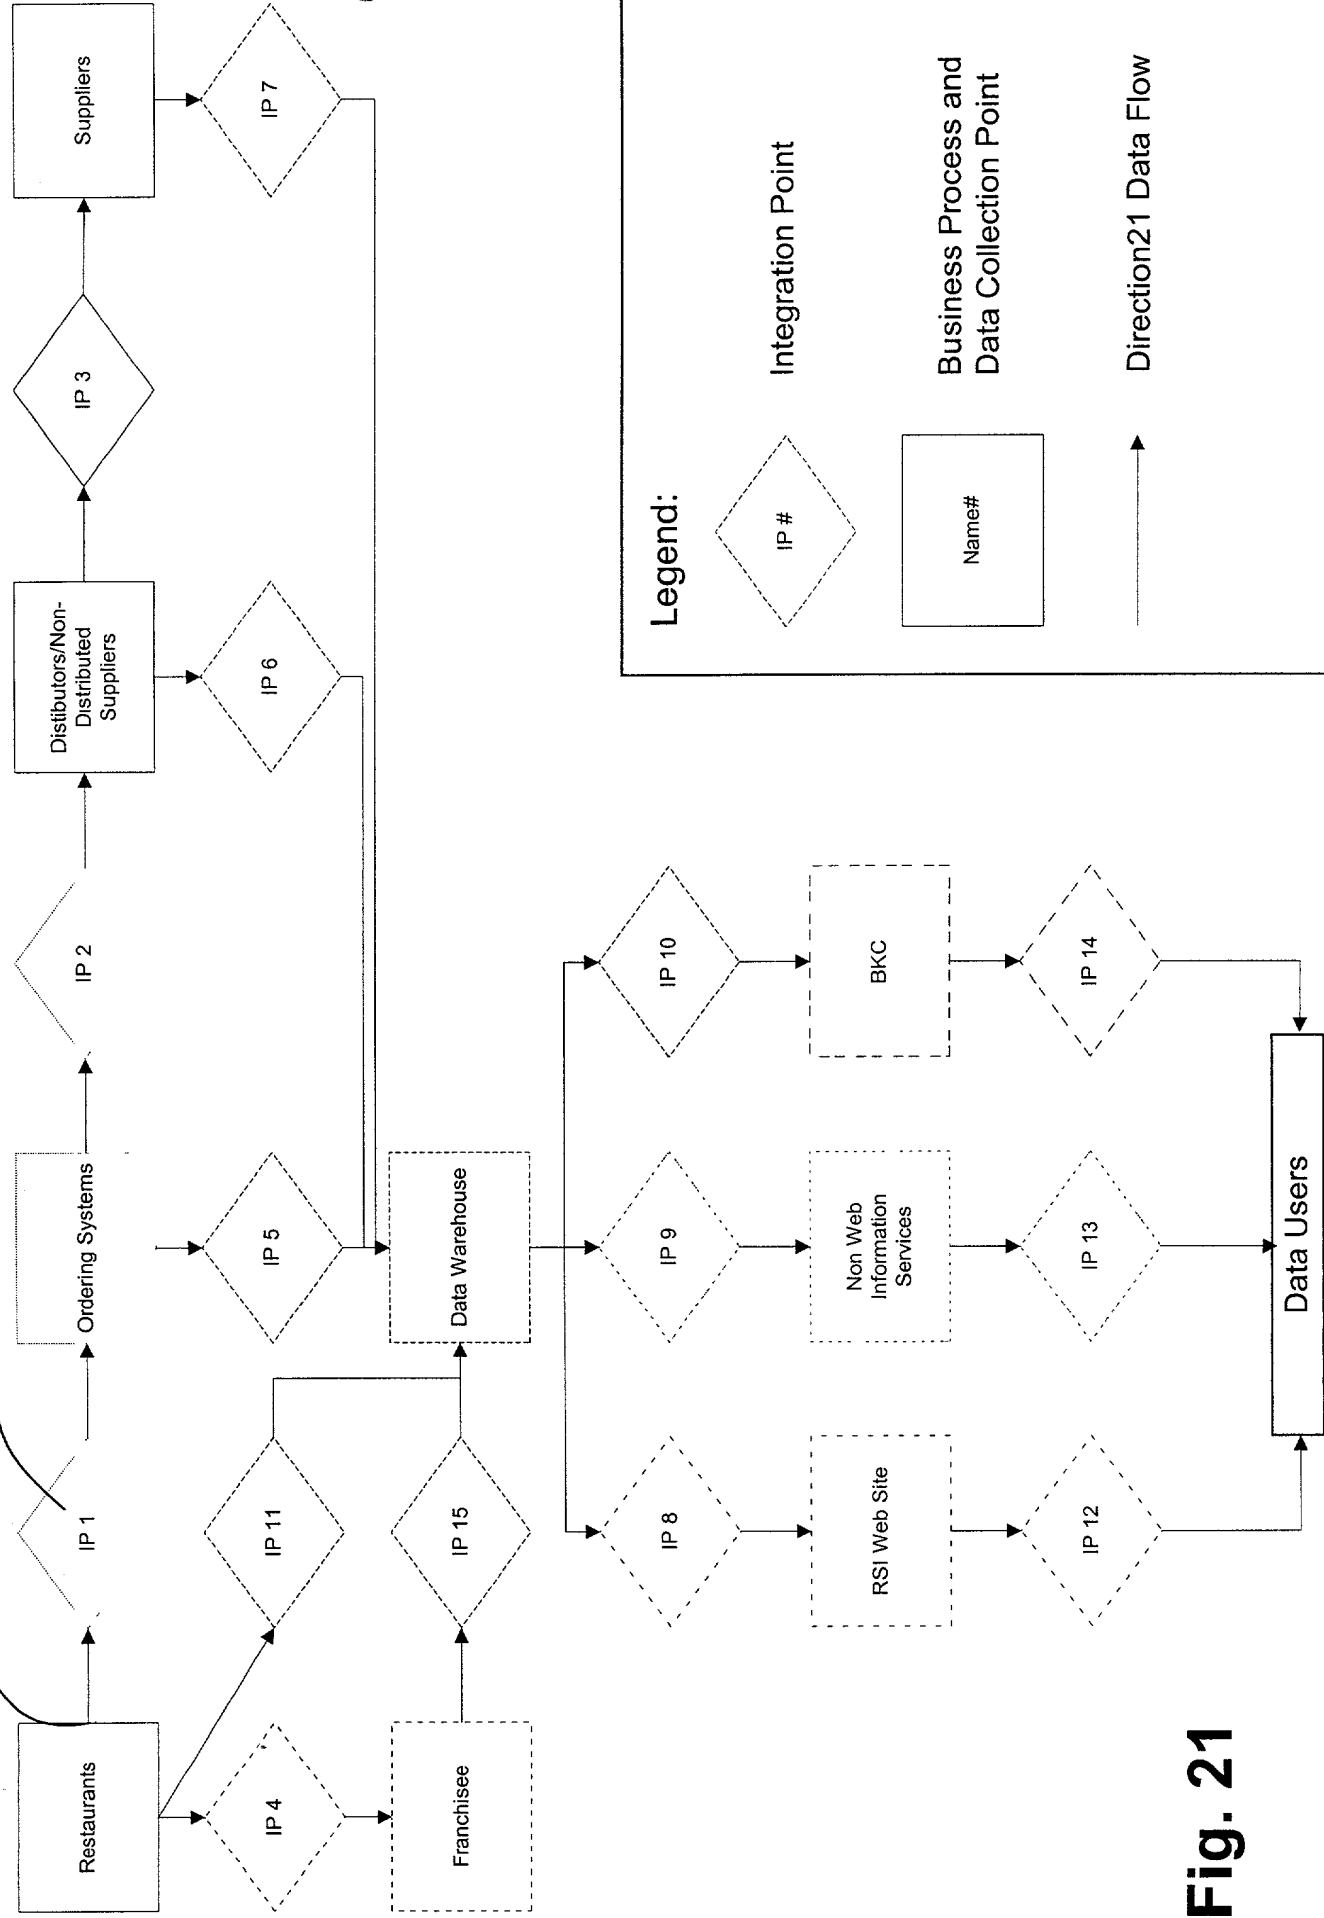 Restaurants
IP 1
Ordering Systems
IP 2
Distibutors/Non-
Distributed
Suppliers
IP 3
Suppliers
IP 4
IP 11
IP 5
IP 6
IP 7
Franchisee
IP 15
Data Warehouse
IP 8
IP 9
IP 10
RSI Web Site
Non Web
Information
Services
BKC
IP 12
IP 13
IP 14
Data Users
Legend:
IP #
Integration Point
Name#
Business Process and
Data Collection Point
Direction21 Data Flow
Fig. 21